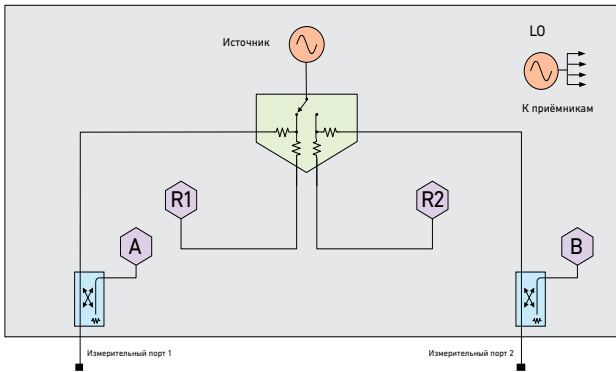 Источник
LO
К приёмникам
R1
R2
A
B
Измерительный порт 1
Измерительный порт 2